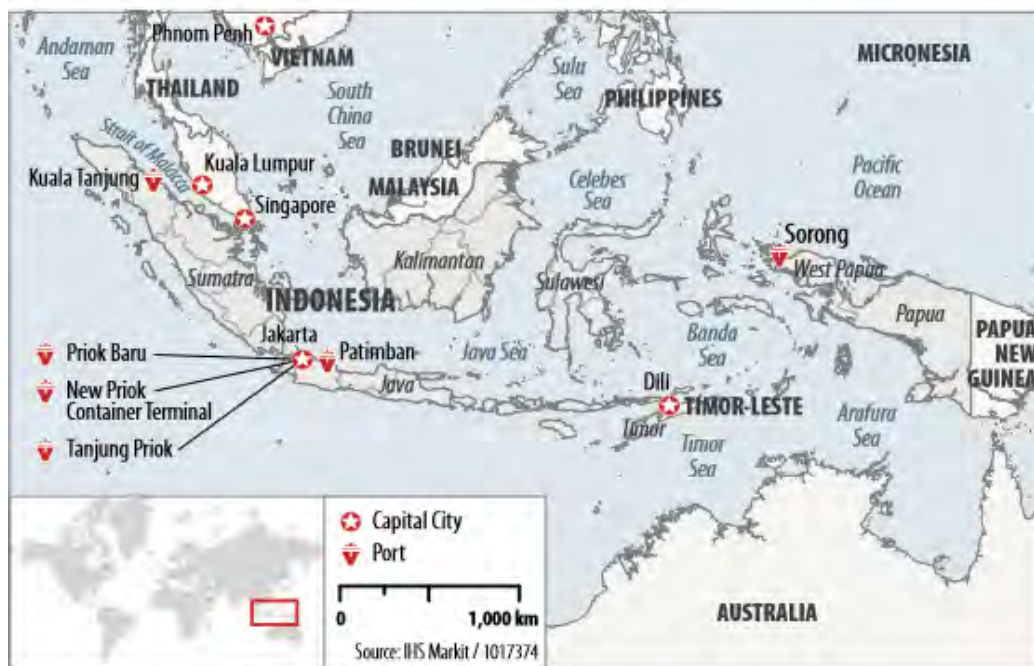 Andaman
Sea
Phnom Penh
VIETNAM
THAILAND
South
China
Sea
Sulu
Sea
PHILIPPINES
MICRONESIA
Strait of Malacca
Kuala Lumpur
Kuala Tanjung
Singapore
BRUNEI
MALAYSIA
Celebes
Sea
Pacific
Ocean
Sorong
West Papua
Sumatra
Kalimantan
Sulawesi
INDONESIA
Papua
PAPUA
NEW
GUINEA
Jakarta
Patimban
Java
Jaya Sea
Banda
Sea
Priok Baru
New Priok
Container Terminal
Tanjung Priok
Dili
TIMOR-LESTE
Timor
Timor
Sea
Arafura
Sea
AUSTRALIA
Capital City
Port
0
1,000 km
Source: IHS Markit / 1017374